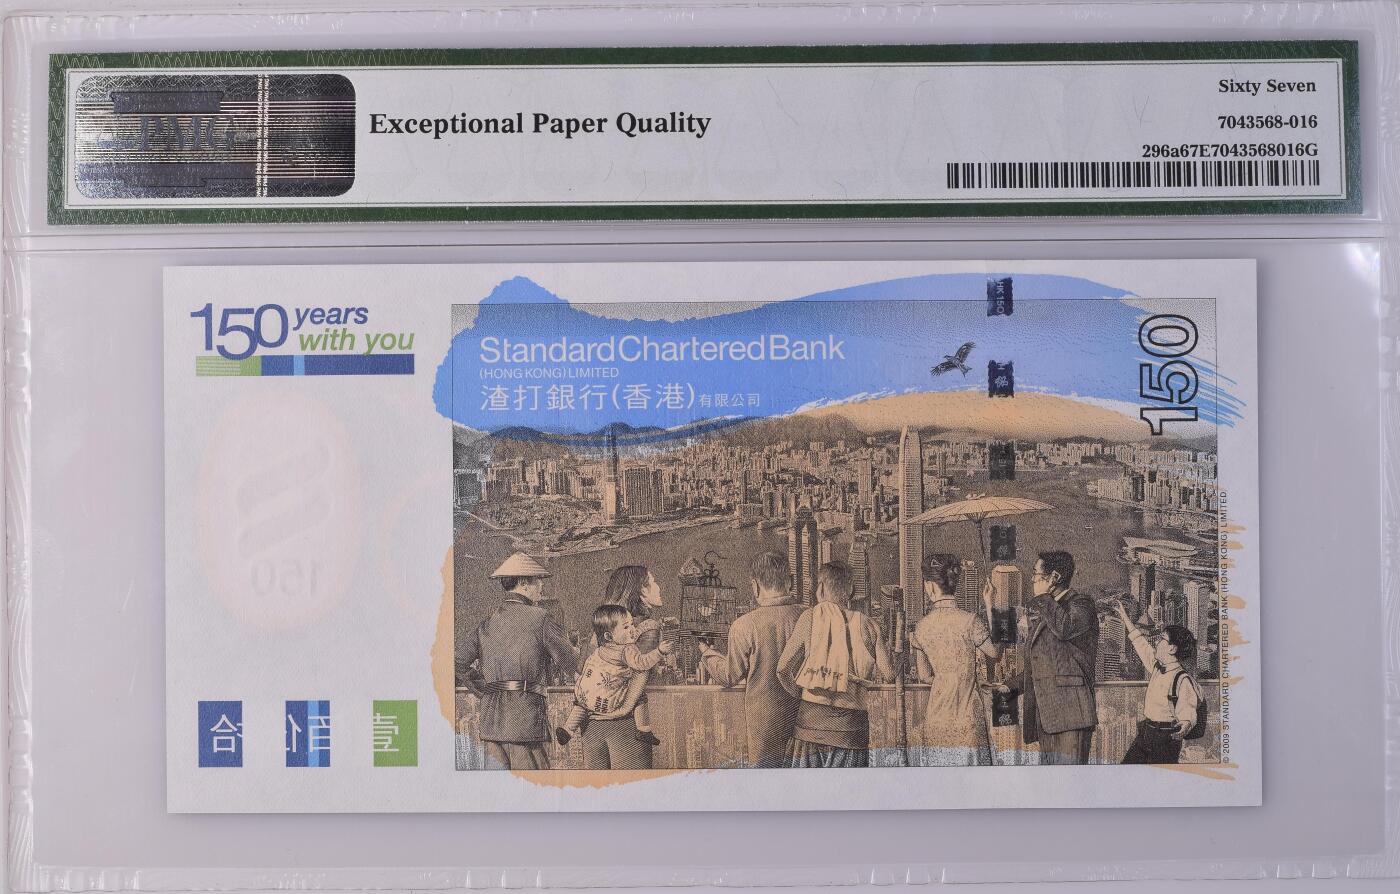 PMG
Exceptional Paper Quality
Sixty Seven
7043568-016
296a67E7043568016G
150 years
with you
Standard Chartered Bank
(HONG KONG) LIMITED
渣打銀行(香港)有限公司
HK150
150
150
© 2009 STANDARD CHARTERED BANK (HONG KONG) LIMITED.